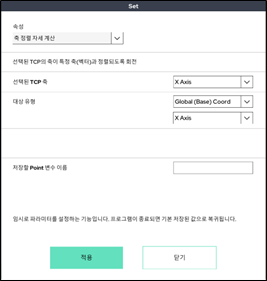 Set
속성
축 정렬 자세 계산
선택된 TCP의 축이 특정 축(벡터)과 정렬되도록 회전
선택된 TCP 축
X Axis
대상 유형
Global (Base) Coord
X Axis
저장할 Point 변수 이름
임시로 파라미터를 설정하는 기능입니다. 프로그램이 종료되면 기본 저장된 값으로 복귀됩니다.
적용
닫기